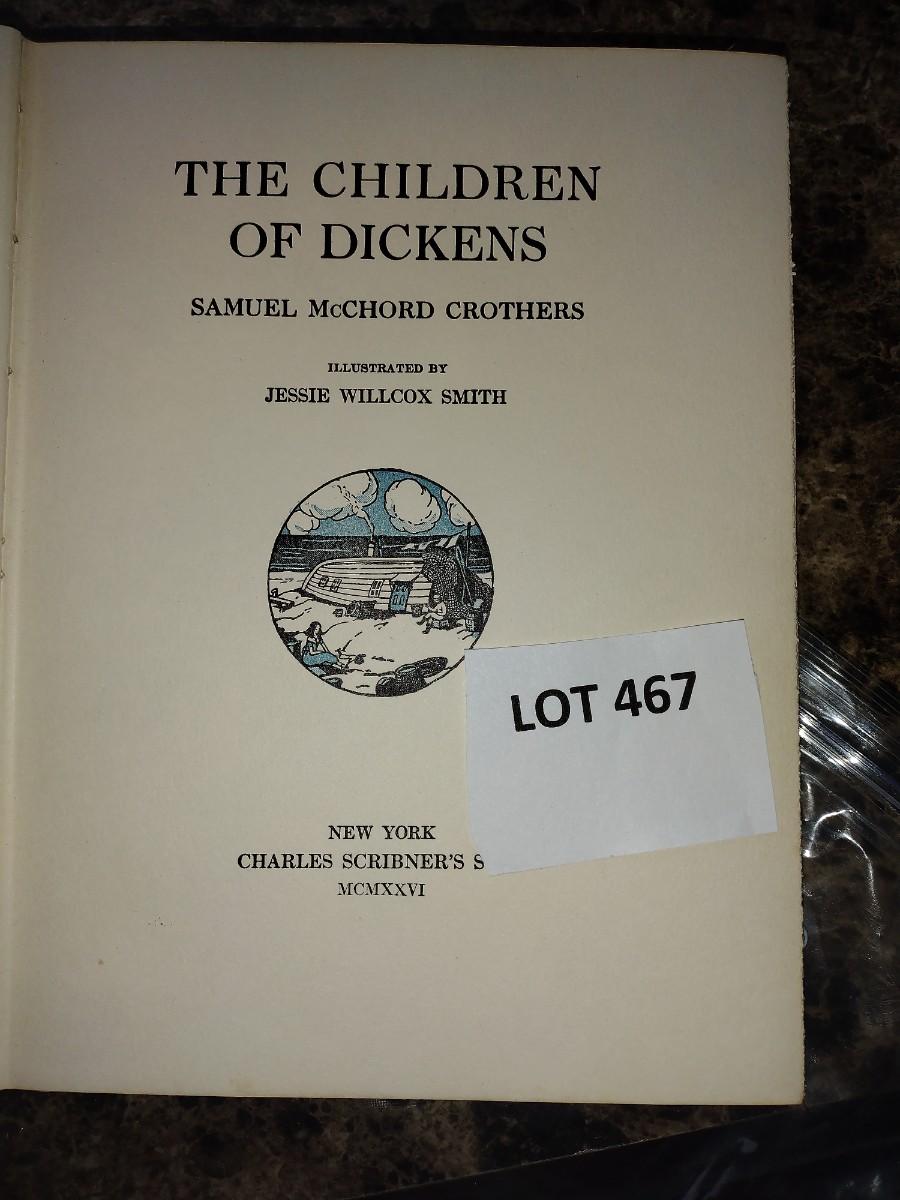 THE CHILDREN
OF DICKENS
SAMUEL McCHORD CROTHERS
ILLUSTRATED BY
JESSIE WILLCOX SMITH
LOT 467
NEW YORK
CHARLES SCRIBNER'S S
MCMXXVI